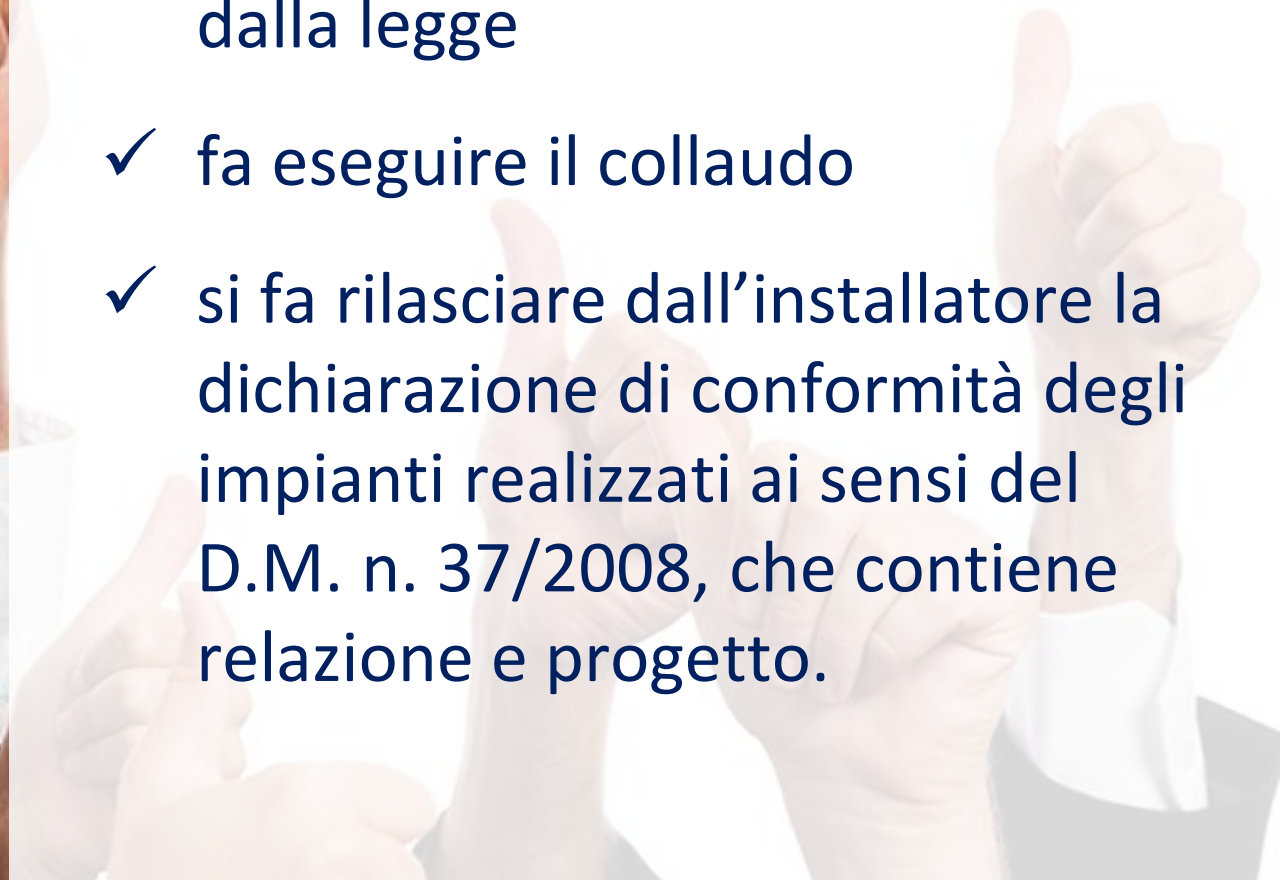 dalla legge
✓ fa eseguire il collaudo
✓ si fa rilasciare dall’installatore la
dichiarazione di conformità degli
impianti realizzati ai sensi del
D.M. n. 37/2008, che contiene
relazione e progetto.